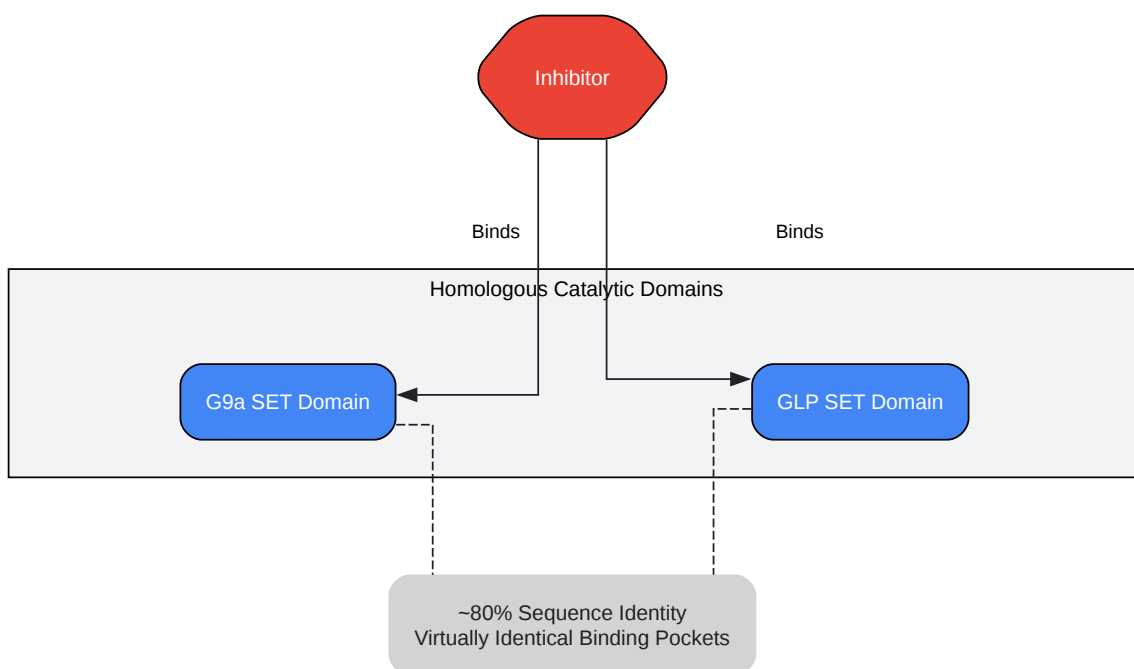 Inhibitor
Binds
Binds
Homologous Catalytic Domains
G9a SET Domain
GLP SET Domain
~80% Sequence Identity
Virtually Identical Binding Pockets